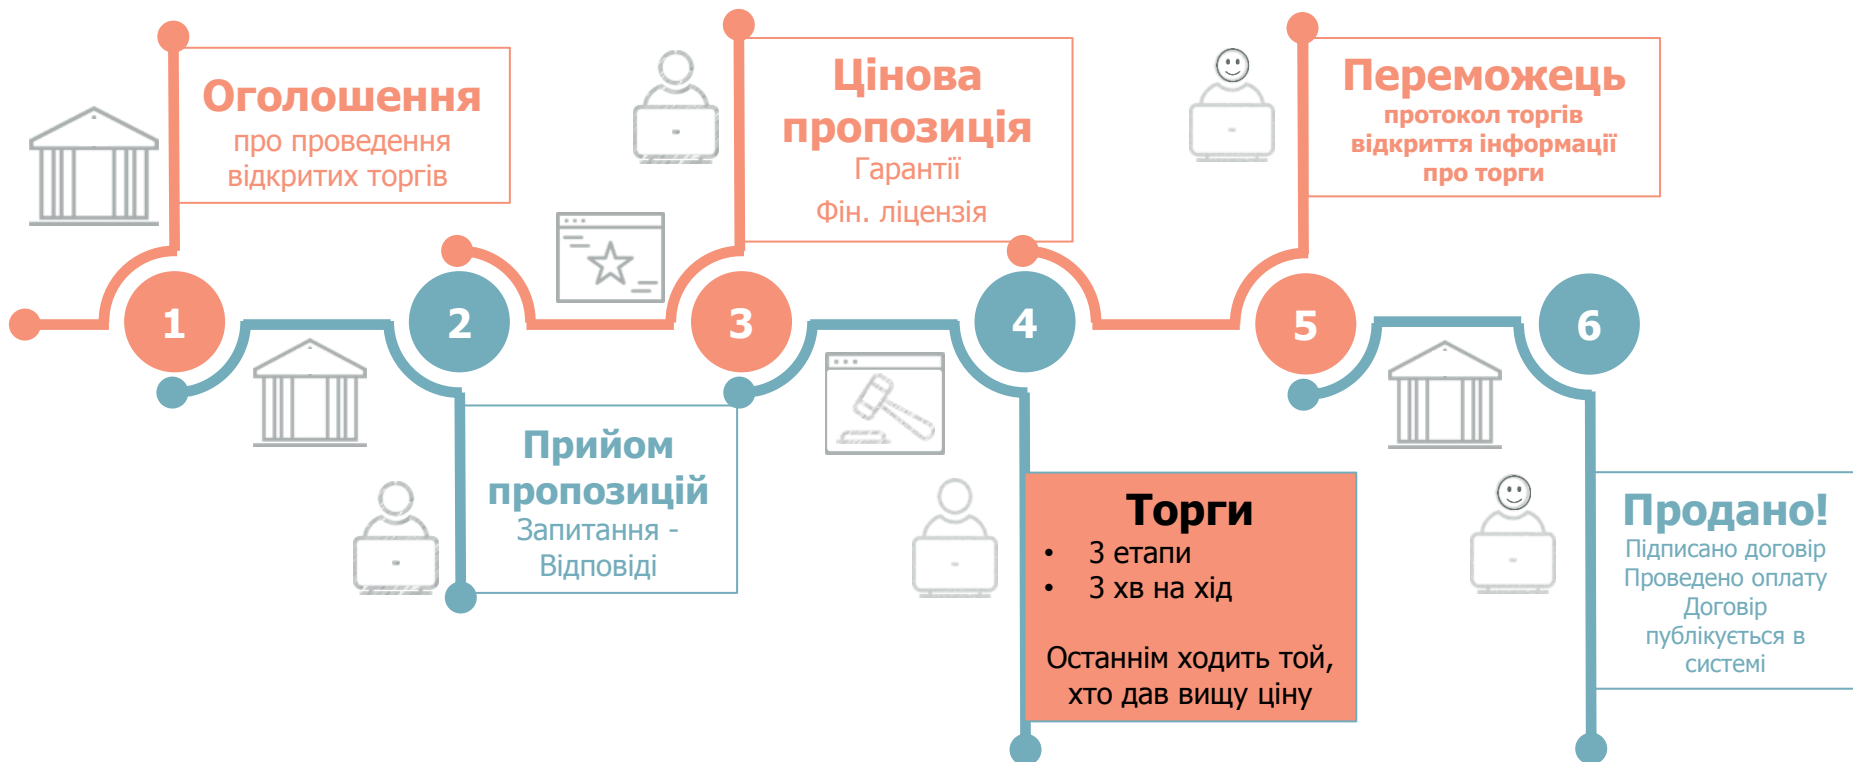 Оголошення
про проведення
відкритих торгів
Цінова
пропозиція
Гарантії
Фін. ліцензія
Переможець
протокол торгів
відкриття інформації
про торги
1
2
3
4
5
6
Прийом
пропозицій
Запитання -
Відповіді
Торги
• 3 етапи
• 3 хв на хід
Останнім ходить той,
хто дав вищу ціну
Продано!
Підписано договір
Проведено оплату
Договір
публікується в
системі